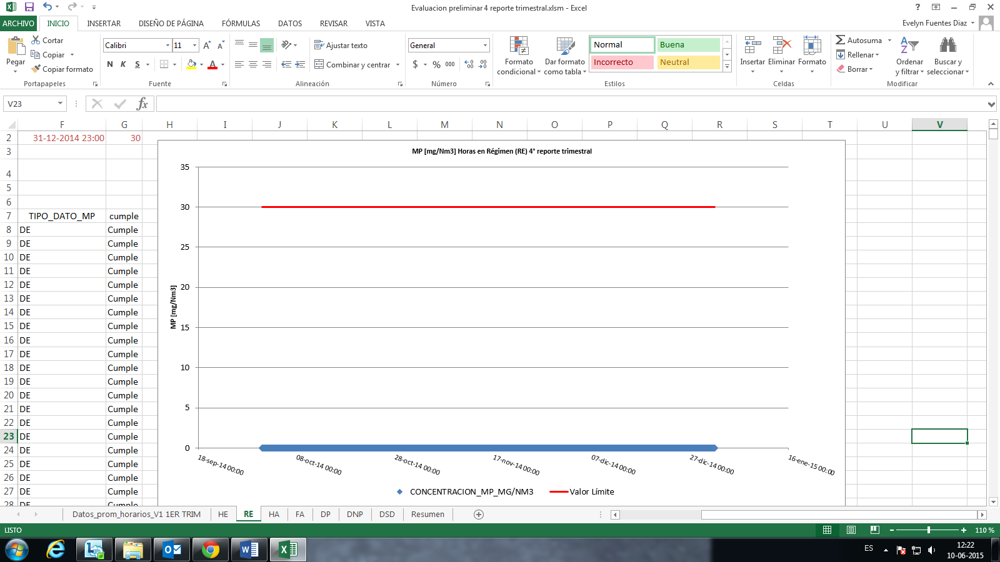 Evaluacion preliminar 4 reporte trimestral.xlsm - Excel
ARCHIVO INICIO INSERTAR DISEÑO DE PÁGINA FÓRMULAS DATOS REVISAR VISTA Evelyn Fuentes Diaz
Pegar Cortar Copiar Copiar formato
Calibri 11 General
N K S
Ajustar texto
Combinar y centrar
$ % 000
Formato condicional
Dar formato como tabla
Normal Buena
Incorrecto Neutral
Insertar Eliminar Formato
Autosuma
Rellenar
Borrar
Ordenar y filtrar
Buscar y seleccionar
Portapapeles Fuente Alineación Número Estilos Celdas Modificar
V23 fx
F G H I J K L M N O P Q R S T U V
2 31-12-2014 23:00 30
3
4
5
6
7 TIPO_DATO_MP cumple
8 DE Cumple
9 DE Cumple
10 DE Cumple
11 DE Cumple
12 DE Cumple
13 DE Cumple
14 DE Cumple
15 DE Cumple
16 DE Cumple
17 DE Cumple
18 DE Cumple
19 DE Cumple
20 DE Cumple
21 DE Cumple
22 DE Cumple
23 DE Cumple
24 DE Cumple
25 DE Cumple
26 DE Cumple
27 DE Cumple
28 DE Cumple
MP [mg/Nm3] Horas en Régimen (RE) 4° reporte trimestral
35
30
25
20
15
10
5
0
MP [mg/Nm3]
18-sep-14 00:00 08-oct-14 00:00 28-oct-14 00:00 17-nov-14 00:00 07-dic-14 00:00 27-dic-14 00:00 16-ene-15 00:00
CONCENTRACION_MP_MG/NM3 Valor Límite
Datos_prom_horarios_V1 1ER TRIM HE RE HA FA DP DNP DSD Resumen
LISTO 110 %
ES 12:22
10-06-2015